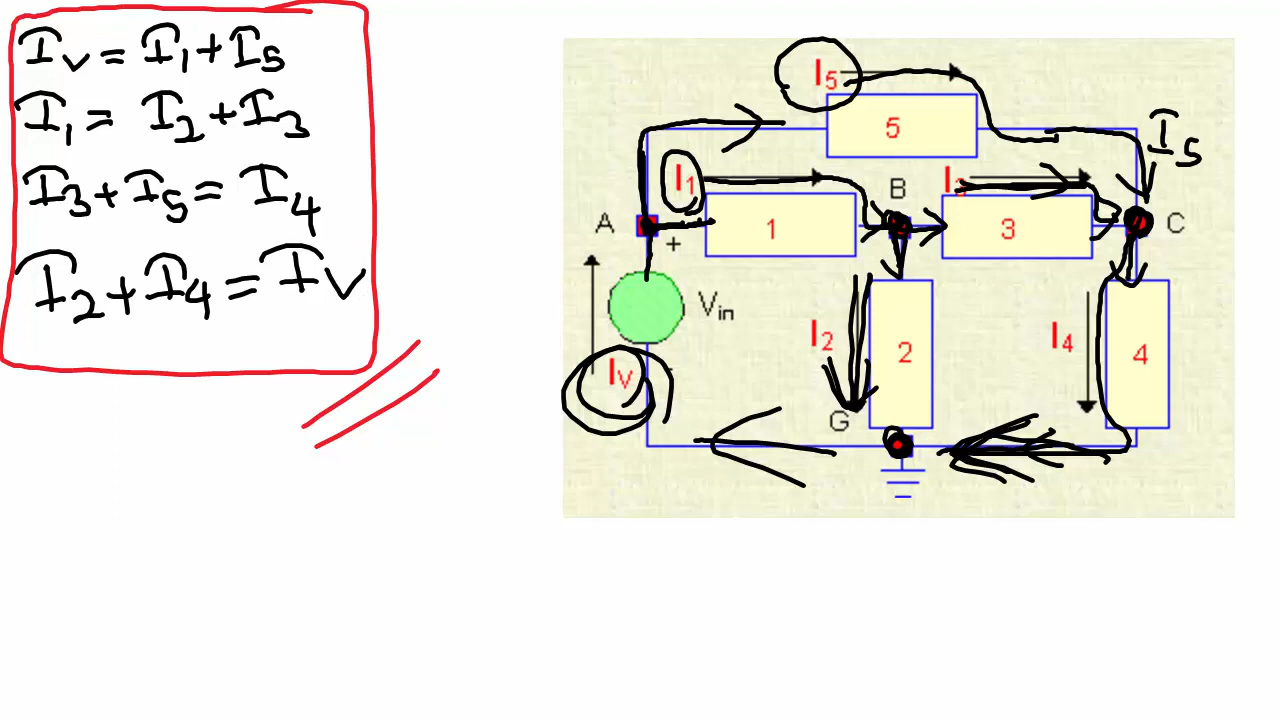 Iv = I1 + I5
I1 = I2 + I3
I3 + I5 = I4
I2 + I4 = Iv
I5
5
I5
I1
B
I3
A
1
3
C
+
Vin
I2
2
I4
4
IV
G